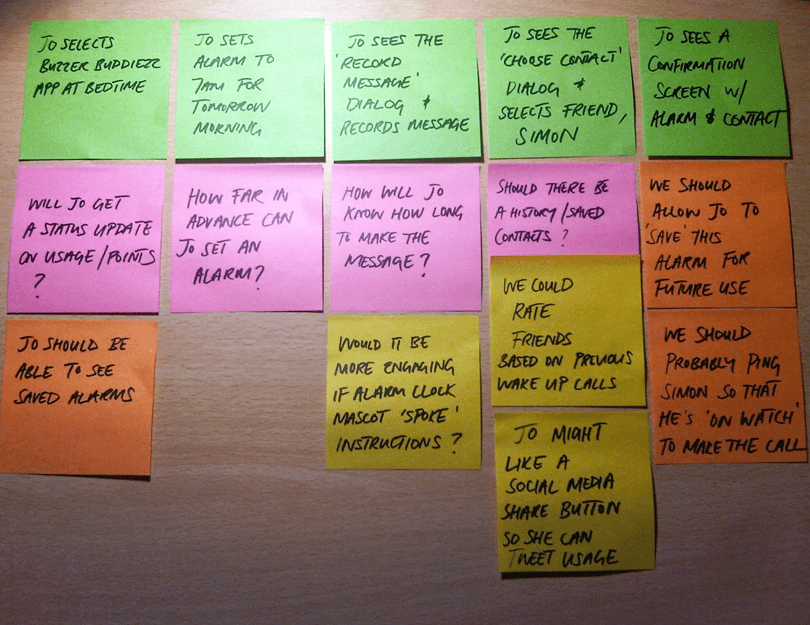 JO SELECTS
BUZZER BUDDIEZZ
APP AT BEDTIME
JO SETS
ALARM TO
7AM FOR
TOMORROW
MORNING
JO SEES THE
'RECORD
MESSAGE'
DIALOG &
RECORDS MESSAGE
JO SEES THE
'CHOOSE CONTACT'
DIALOG &
SELECTS FRIEND,
SIMON
JO SEES A
CONFIRMATION
SCREEN W/
ALARM & CONTACT
WILL JO GET
A STATUS UPDATE
ON USAGE/POINTS
?
HOW FAR IN
ADVANCE CAN
JO SET AN
ALARM?
HOW WILL JO
KNOW HOW LONG
TO MAKE THE
MESSAGE?
SHOULD THERE BE
A HISTORY/SAVED
CONTACTS?
WE SHOULD
ALLOW JO TO
'SAVE' THIS
ALARM FOR
FUTURE USE
JO SHOULD BE
ABLE TO SEE
SAVED ALARMS
WOULD IT BE
MORE ENGAGING
IF ALARM CLOCK
MASCOT 'SPOKE'
INSTRUCTIONS?
WE COULD
RATE
FRIENDS
BASED ON PREVIOUS
WAKE UP CALLS
WE SHOULD
PROBABLY PING
SIMON SO THAT
HE'S 'ON WATCH'
TO MAKE THE CALL
JO MIGHT
LIKE A
SOCIAL MEDIA
SHARE BUTTON
SO SHE CAN
TWEET USAGE